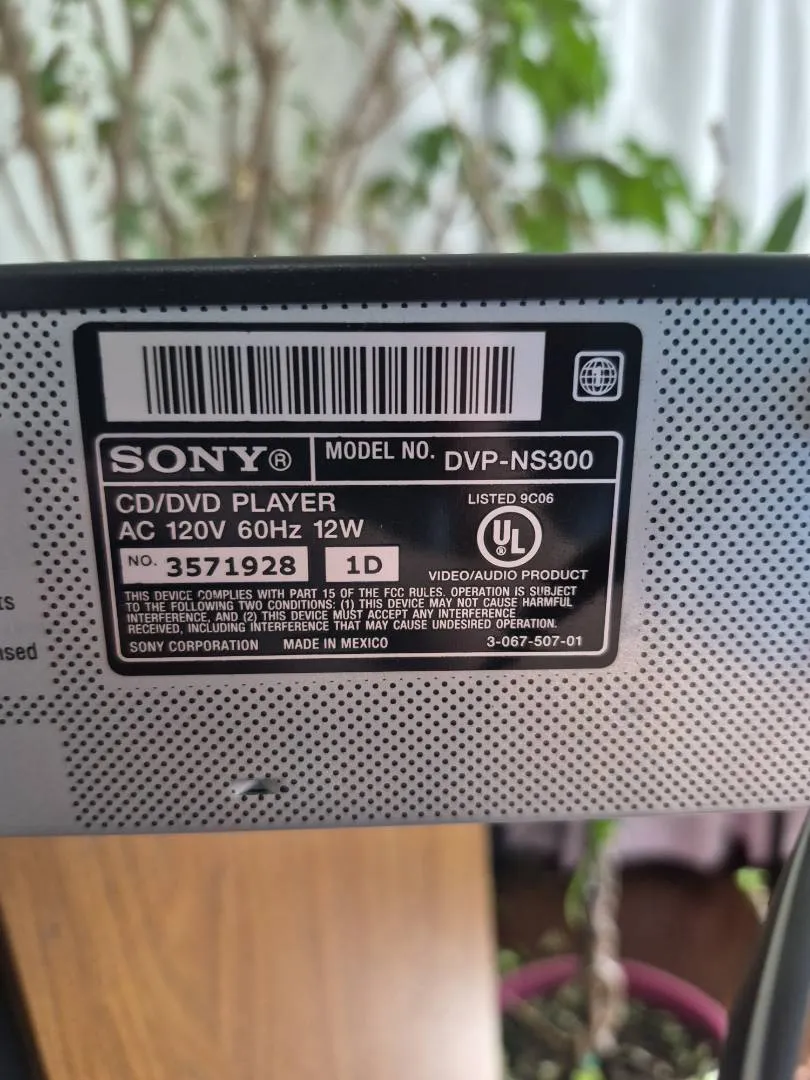 1
SONY®
MODEL NO. DVP-NS300
CD/DVD PLAYER
AC 120V 60Hz 12W
LISTED 9C06
UL®
NO. 3571928 1D
VIDEO/AUDIO PRODUCT
THIS DEVICE COMPLIES WITH PART 15 OF THE FCC RULES. OPERATION IS SUBJECT
TO THE FOLLOWING TWO CONDITIONS: (1) THIS DEVICE MAY NOT CAUSE HARMFUL
INTERFERENCE, AND (2) THIS DEVICE MUST ACCEPT ANY INTERFERENCE
RECEIVED, INCLUDING INTERFERENCE THAT MAY CAUSE UNDESIRED OPERATION.
SONY CORPORATION MADE IN MEXICO 3-067-507-01